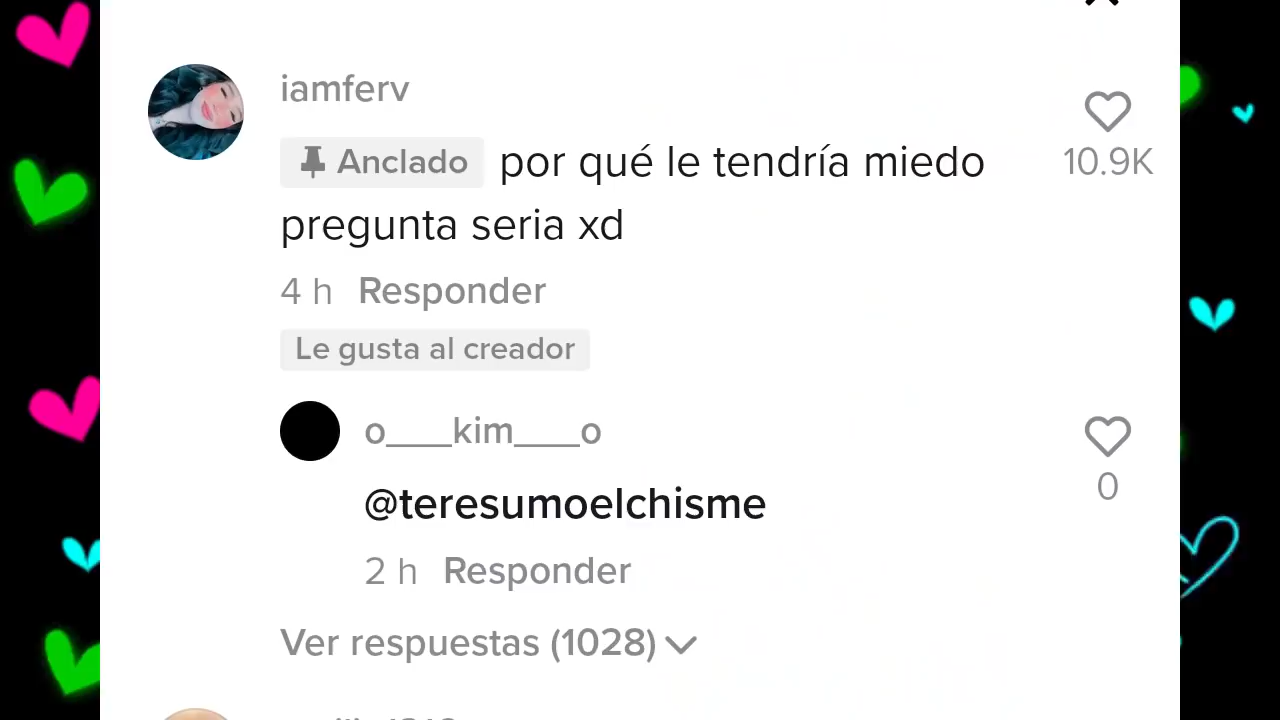 iamferv
Anclado por qué le tendría miedo
10.9K
pregunta seria xd
4 h Responder
Le gusta al creador
o___kim___o
@teresumoelchisme
0
2 h Responder
Ver respuestas (1028)